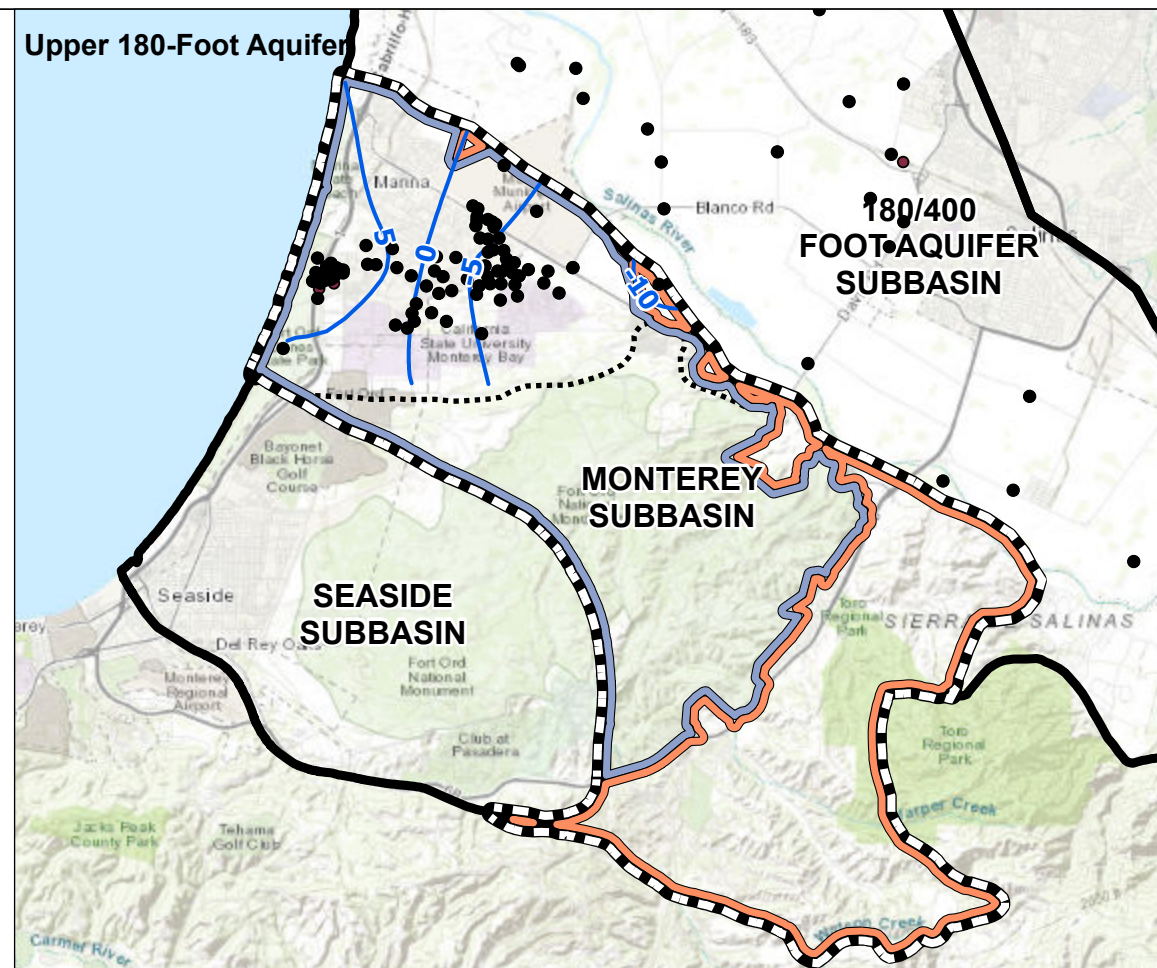 Upper 180-Foot Aquifer
Marina
Salinas River
Blanco Rd
180/400
FOOT AQUIFER
SUBBASIN
Salinas
5
0
-5
-10
California
State University
Monterey Bay
Fort Ord
Bayonet
Black Horse
Golf
Course
MONTEREY
SUBBASIN
Seaside
SEASIDE
SUBBASIN
Del Rey Oaks
Monterey
Regional
Airport
Fort Ord
National
Monument
Club at
Pasadera
Toro
Regional
Park
SIERRA
SALINAS
Toro
Regional
Park
Harper Creek
Jacks Peak
County Park
Tehama
Golf Club
Watson Creek
Carmel River